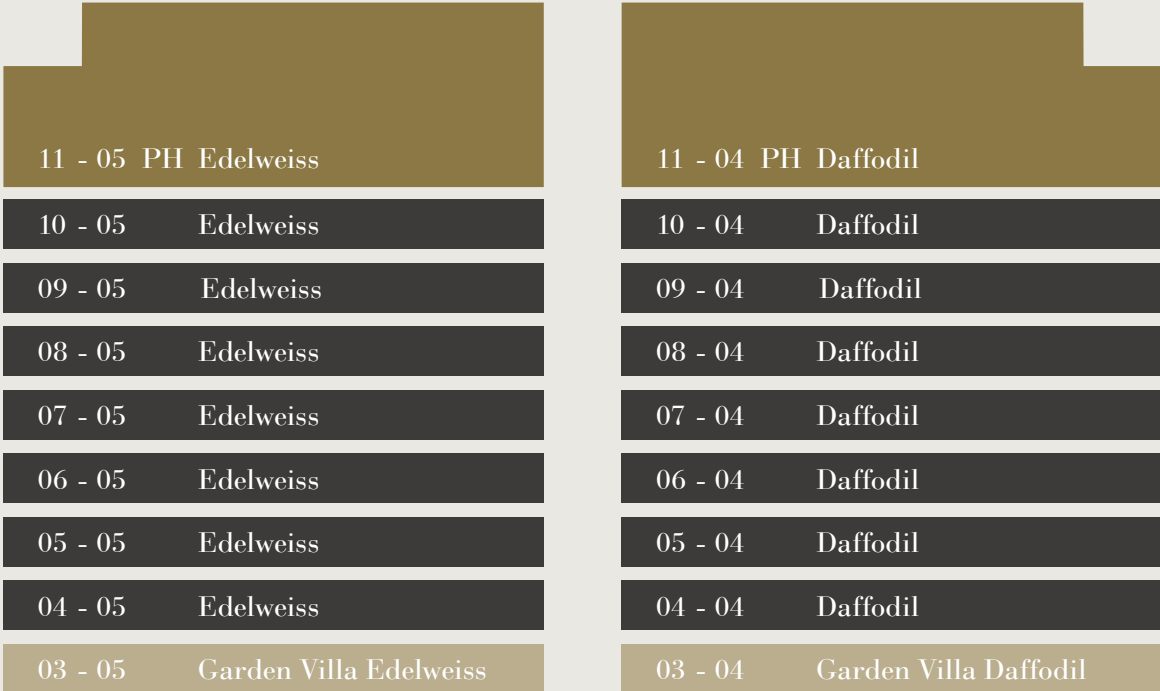 11 - 05 PH Edelweiss
10 - 05 Edelweiss
09 - 05 Edelweiss
08 - 05 Edelweiss
07 - 05 Edelweiss
06 - 05 Edelweiss
05 - 05 Edelweiss
04 - 05 Edelweiss
03 - 05 Garden Villa Edelweiss
11 - 04 PH Daffodil
10 - 04 Daffodil
09 - 04 Daffodil
08 - 04 Daffodil
07 - 04 Daffodil
06 - 04 Daffodil
05 - 04 Daffodil
04 - 04 Daffodil
03 - 04 Garden Villa Daffodil